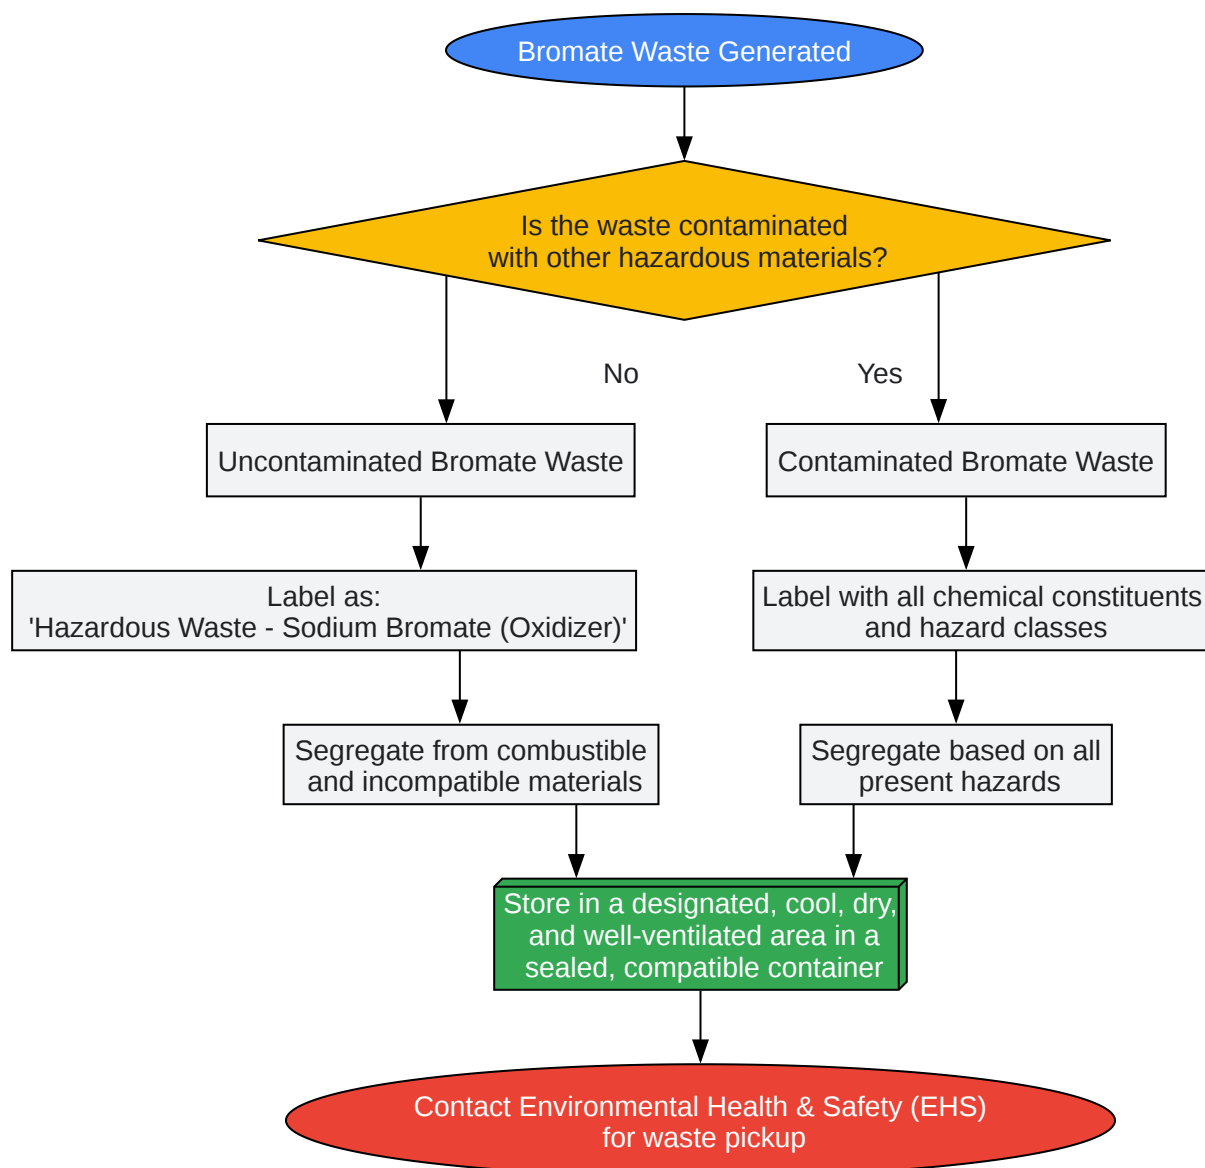 Bromate Waste Generated
Is the waste contaminated
with other hazardous materials?
No
Yes
Uncontaminated Bromate Waste
Contaminated Bromate Waste
Label as:
'Hazardous Waste - Sodium Bromate (Oxidizer)'
Label with all chemical constituents
and hazard classes
Segregate from combustible
and incompatible materials
Segregate based on all
present hazards
Store in a designated, cool, dry,
and well-ventilated area in a
sealed, compatible container
Contact Environmental Health & Safety (EHS)
for waste pickup